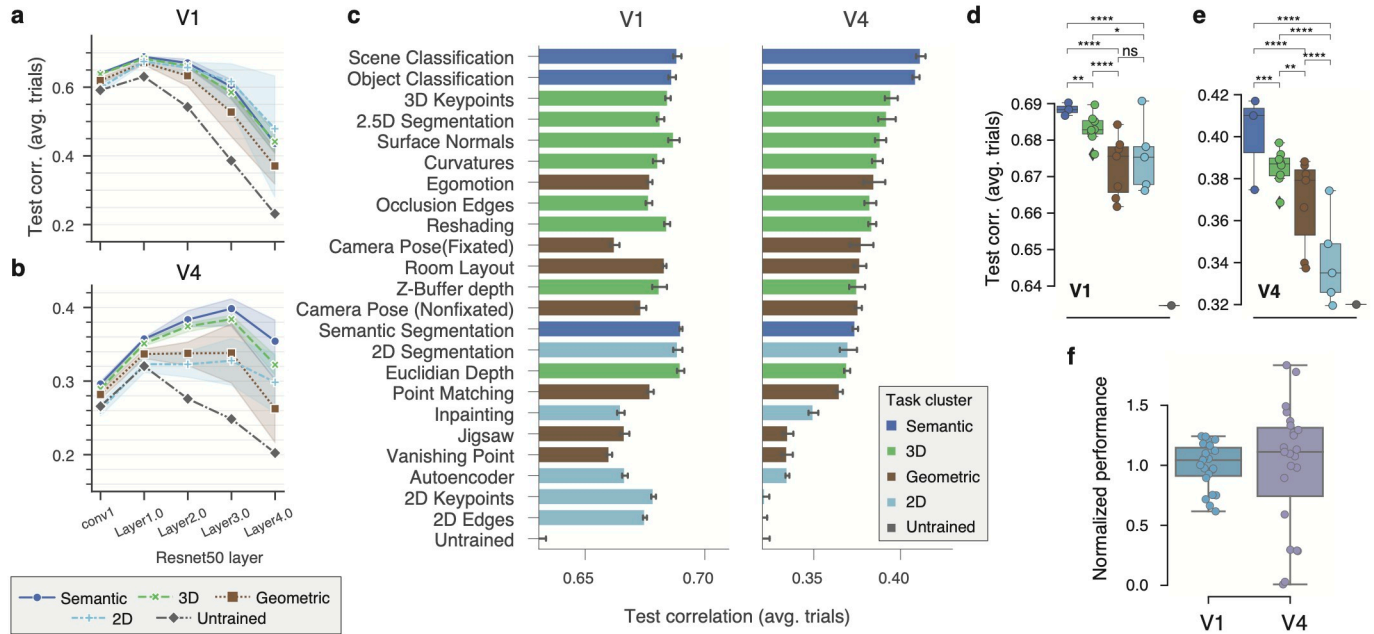 a
V1
Test corr. (avg. trials)
0.6
0.4
0.2
b
V4
0.4
0.3
0.2
conv1
Layer1.0
Layer2.0
Layer3.0
Layer4.0
Resnet50 layer
Semantic
3D
Geometric
2D
Untrained
c
V1
V4
Scene Classification
Object Classification
3D Keypoints
2.5D Segmentation
Surface Normals
Curvatures
Egomotion
Occlusion Edges
Reshading
Camera Pose(Fixated)
Room Layout
Z-Buffer depth
Camera Pose (Nonfixated)
Semantic Segmentation
2D Segmentation
Euclidian Depth
Point Matching
Inpainting
Jigsaw
Vanishing Point
Autoencoder
2D Keypoints
2D Edges
Untrained
0.65
0.70
0.35
0.40
Test correlation (avg. trials)
Task cluster
Semantic
3D
Geometric
2D
Untrained
d
****
*
****
ns
****
**
Test corr. (avg. trials)
0.69
0.68
0.67
0.66
0.65
0.64
V1
e
****
****
****
****
**
***
0.42
0.40
0.38
0.36
0.34
0.32
V4
f
Normalized performance
1.5
1.0
0.5
0.0
V1
V4